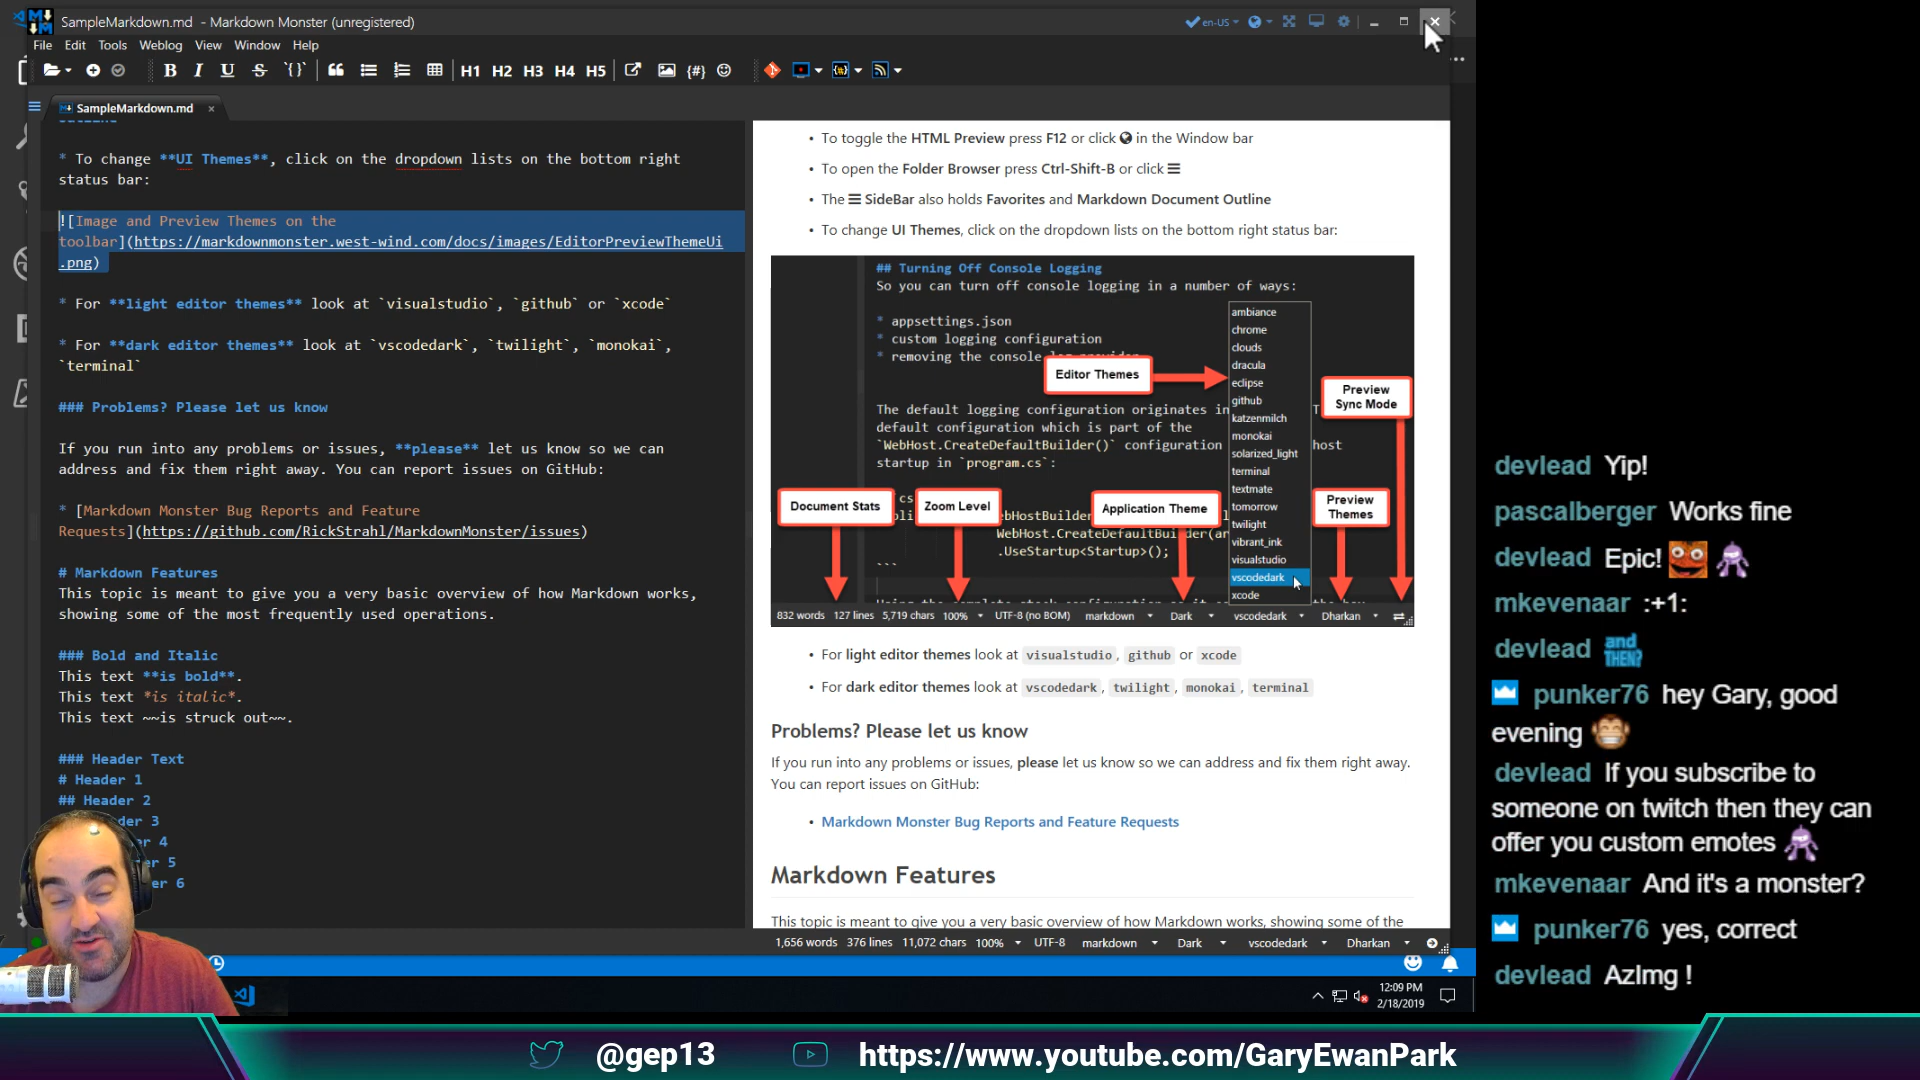 SampleMarkdown.md - Markdown Monster (unregistered)
en-US
File Edit Tools Weblog View Window Help
B I U S `{}` H1 H2 H3 H4 H5 {#}
SampleMarkdown.md
* To change **UI Themes**, click on the dropdown lists on the bottom right
status bar:
![Image and Preview Themes on the
toolbar](https://markdownmonster.west-wind.com/docs/images/EditorPreviewThemeUi
.png)
* For **light editor themes** look at `visualstudio`, `github` or `xcode`
* For **dark editor themes** look at `vscodedark`, `twilight`, `monokai`,
`terminal`
### Problems? Please let us know
If you run into any problems or issues, **please** let us know so we can
address and fix them right away. You can report issues on GitHub:
* [Markdown Monster Bug Reports and Feature
Requests](https://github.com/RickStrahl/MarkdownMonster/issues)
# Markdown Features
This topic is meant to give you a very basic overview of how Markdown works,
showing some of the most frequently used operations.
### Bold and Italic
This text **is bold**.
This text *is italic*.
This text ~~is struck out~~.
### Header Text
# Header 1
## Header 2
er 3
er 4
er 5
er 6
• To toggle the HTML Preview press F12 or click in the Window bar
• To open the Folder Browser press Ctrl-Shift-B or click
• The SideBar also holds Favorites and Markdown Document Outline
• To change UI Themes, click on the dropdown lists on the bottom right status bar:
## Turning Off Console Logging
So you can turn off console logging in a number of ways:
* appsettings.json
* custom logging configuration
* removing the console
The default logging configuration originates in
default configuration which is part of the
`WebHost.CreateDefaultBuilder()` configuration host
startup in `program.cs`:
cs
WebHostBuilder
WebHost.CreateDefaultBuilder(ar
.UseStartup<Startup>();
```
ambiance
chrome
clouds
dracula
eclipse
github
katzenmilch
monokai
solarized_light
terminal
textmate
tomorrow
twilight
vibrant_ink
visualstudio
vscodedark
xcode
Editor Themes
Preview
Sync Mode
Document Stats
Zoom Level
Application Theme
Preview
Themes
832 words 127 lines 5,719 chars 100% UTF-8 (no BOM) markdown Dark vscodedark Dharkan
• For light editor themes look at visualstudio, github or xcode
• For dark editor themes look at vscodedark, twilight, monokai, terminal
Problems? Please let us know
If you run into any problems or issues, please let us know so we can address and fix them right away.
You can report issues on GitHub:
• Markdown Monster Bug Reports and Feature Requests
Markdown Features
This topic is meant to give you a very basic overview of how Markdown works, showing some of the
1,656 words 376 lines 11,072 chars 100% UTF-8 markdown Dark vscodedark Dharkan
12:09 PM
2/18/2019
devlead Yip!
pascalberger Works fine
devlead Epic!
mkevenaar :+1:
devlead and THEN?
punker76 hey Gary, good
evening
devlead If you subscribe to
someone on twitch then they can
offer you custom emotes
mkevenaar And it's a monster?
punker76 yes, correct
devlead AzImg !
@gep13
https://www.youtube.com/GaryEwanPark